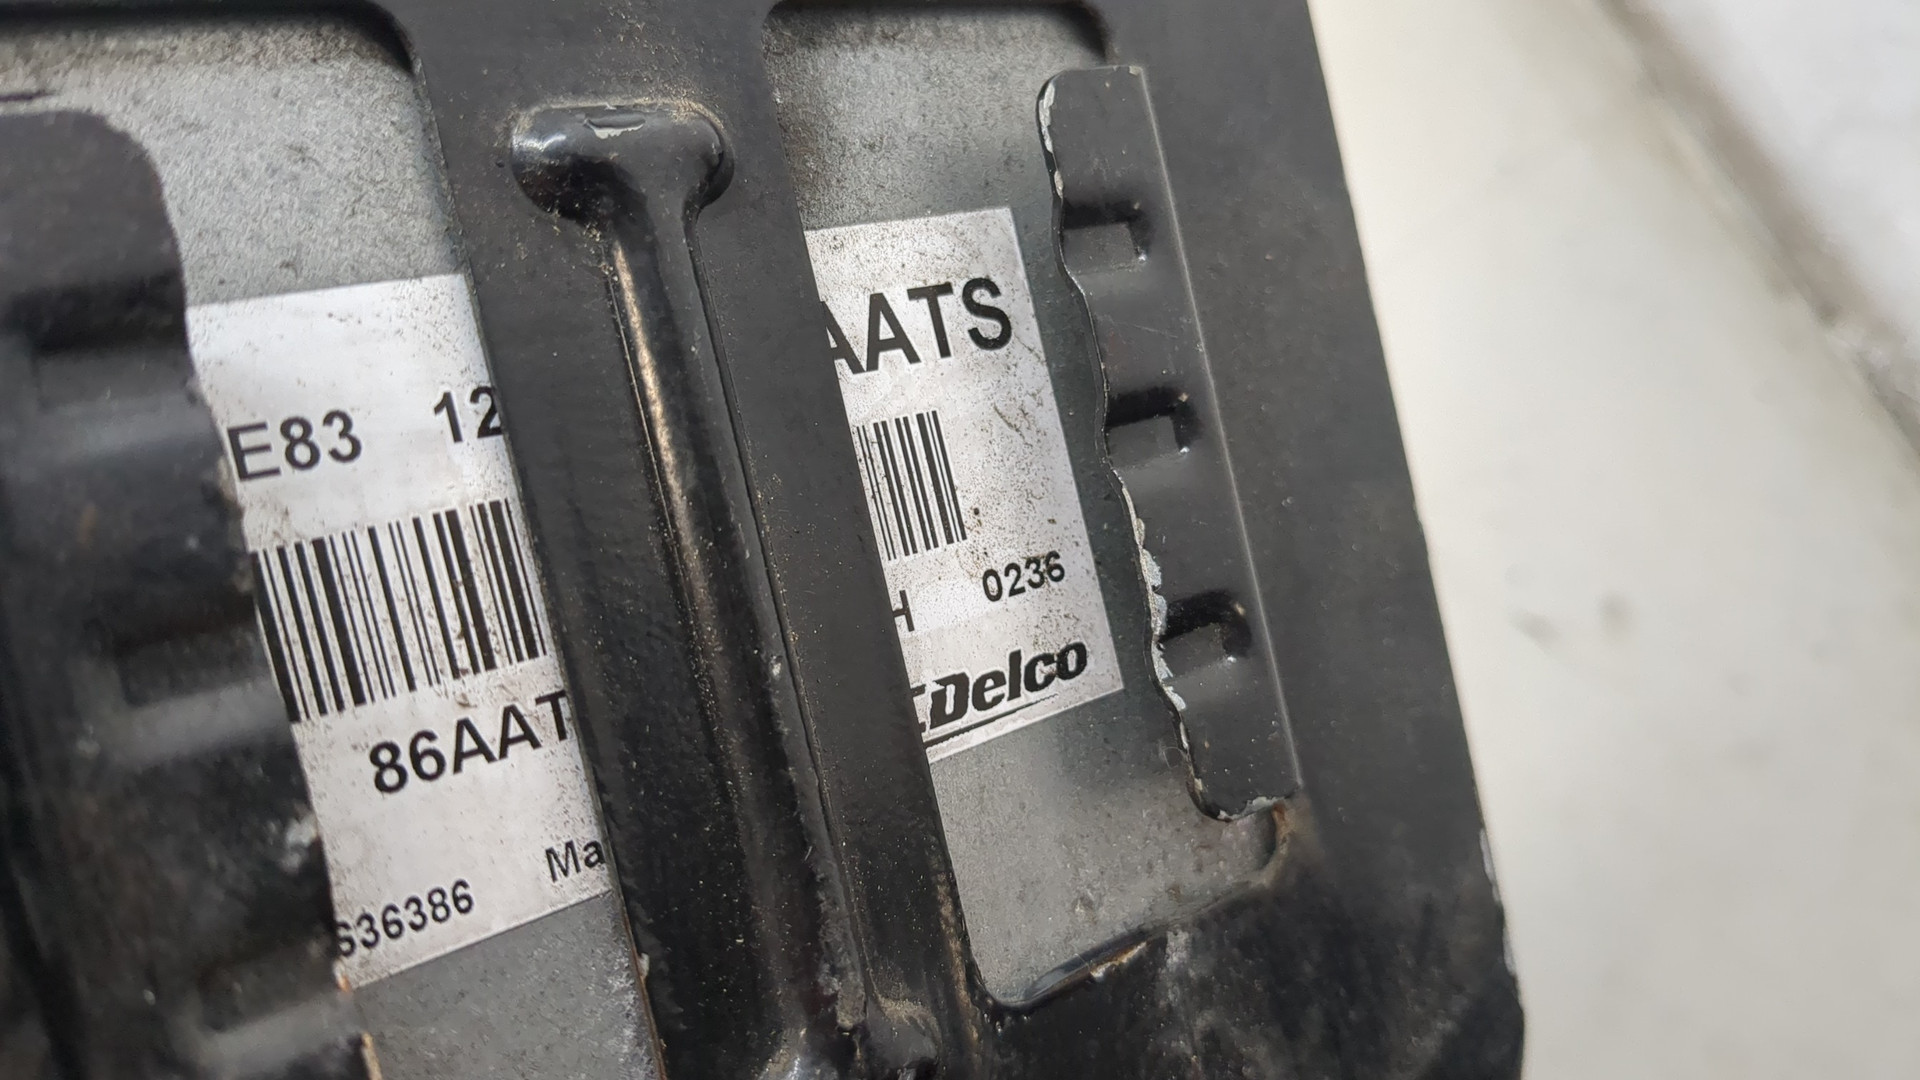 AATS
E83 12
0236
86AAT
Delco
Ma
636386